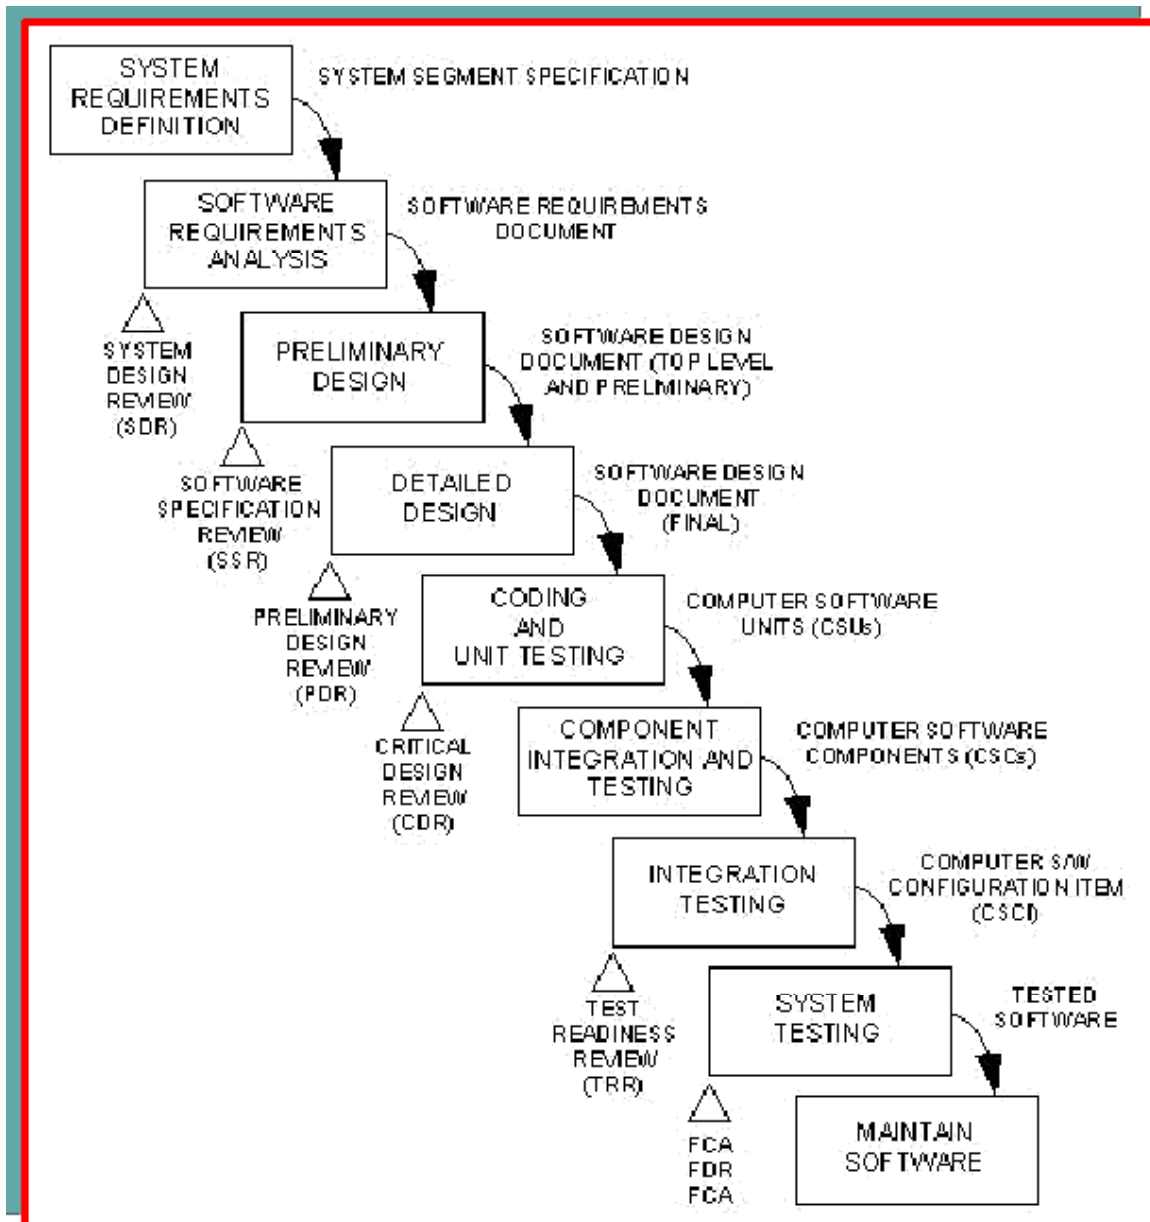 SYSTEM
REQUIREMENTS
DEFINITION
SYSTEM SEGMENT SPECIFICATION
SOFTWARE
REQUIREMENTS
ANALYSIS
SOFTWARE REQUIREMENTS
DOCUMENT
SYSTEM
DESIGN
REVIEW
(SDR)
PRELIMINARY
DESIGN
SOFTWARE DESIGN
DOCUMENT (TOP LEVEL
AND PRELMINARY)
SOFTWARE
SPECIFICATION
REVIEW
(SSR)
DETAILED
DESIGN
SOFTWARE DESIGN
DOCUMENT
(FINAL)
PRELIMINARY
DESIGN
REVIEW
(PDR)
CODING
AND
UNIT TESTING
COMPUTER SOFTWARE
UNITS (CSUs)
CRITICAL
DESIGN
REVIEW
(CDR)
COMPONENT
INTEGRATION AND
TESTING
COMPUTER SOFTWARE
COMPONENTS (CSCs)
INTEGRATION
TESTING
COMPUTER S/W
CONFIGURATION ITEM
(CSCI)
TEST
READINESS
REVIEW
(TRR)
SYSTEM
TESTING
TESTED
SOFTWARE
FCA
FDR
FCA
MAINTAIN
SOFTWARE